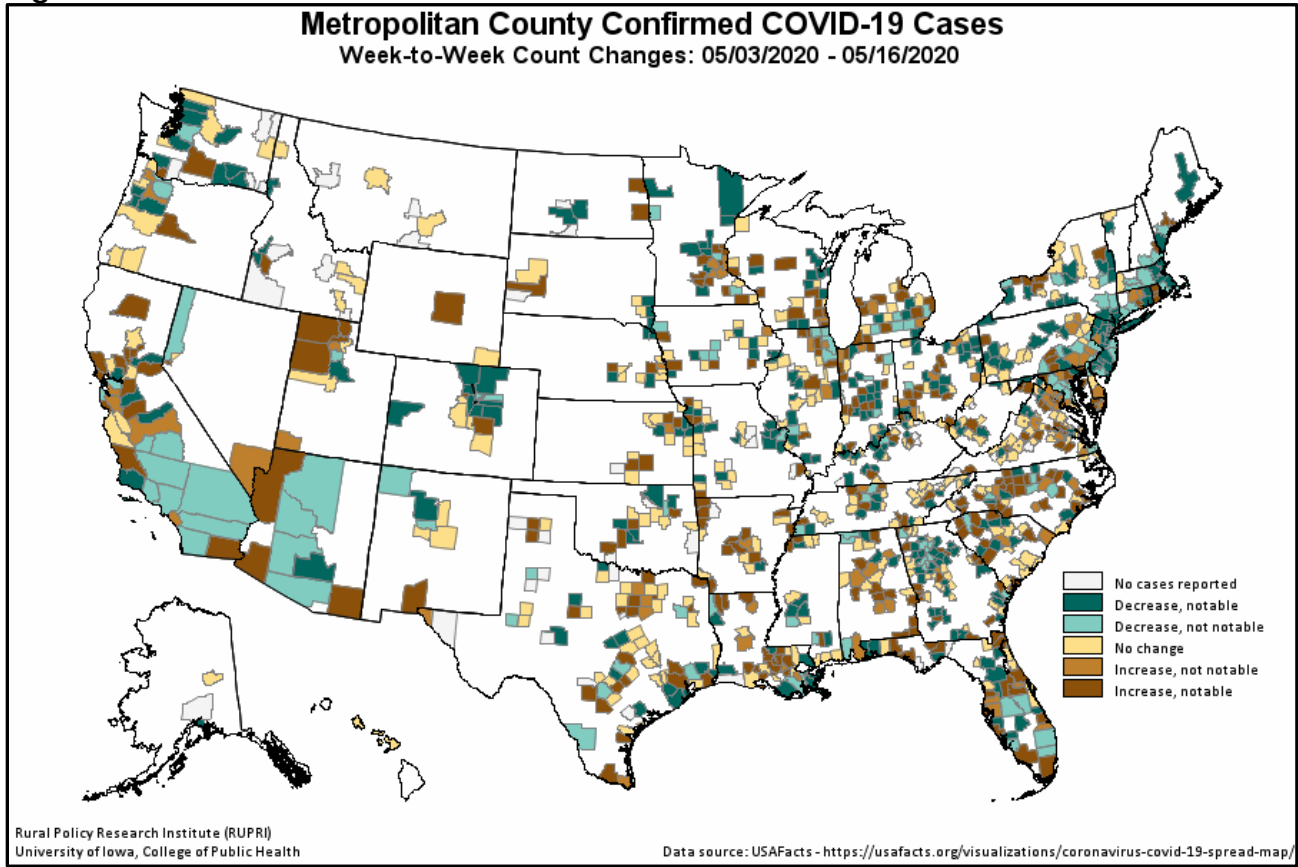 Metropolitan County Confirmed COVID-19 Cases
Week-to-Week Count Changes: 05/03/2020 - 05/16/2020
No cases reported
Decrease, notable
Decrease, not notable
No change
Increase, not notable
Increase, notable
Rural Policy Research Institute (RUPRI)
University of Iowa, College of Public Health
Data source: USAFacts - https://usafacts.org/visualizations/coronavirus-covid-19-spread-map/